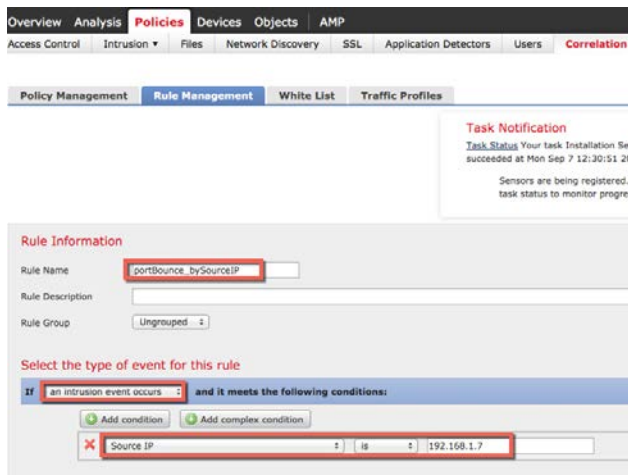 Overview Analysis Policies Devices Objects AMP
Access Control Intrusion ▾ Files Network Discovery SSL Application Detectors Users Correlation
Policy Management Rule Management White List Traffic Profiles
Task Notification
Task Status Your task Installation Se
succeeded at Mon Sep 7 12:30:51 2
Sensors are being registered.
task status to monitor progre
Rule Information
Rule Name portBounce_bySourceIP
Rule Description
Rule Group Ungrouped
Select the type of event for this rule
If an intrusion event occurs and it meets the following conditions:
Add condition Add complex condition
Source IP is 192.168.1.7